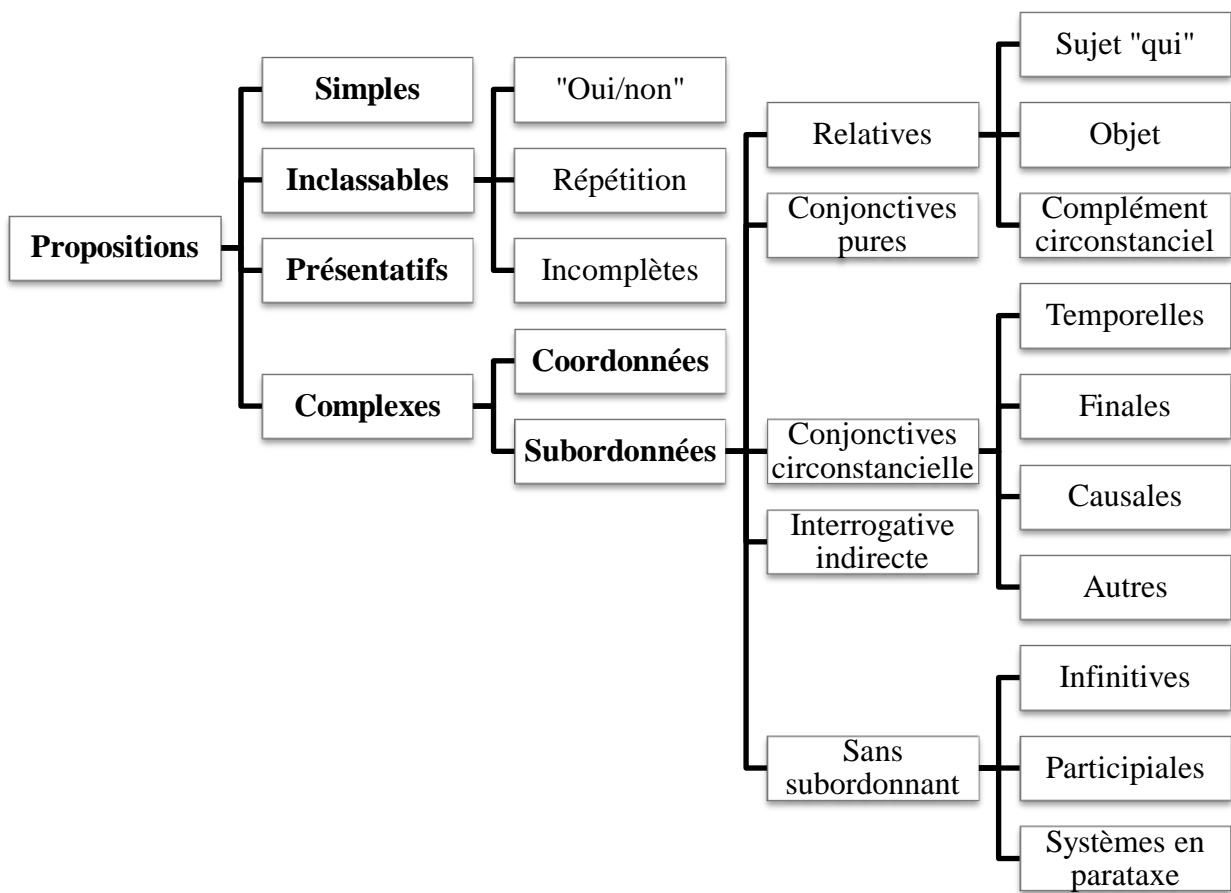 Propositions
Simples
Inclassables
Présentatifs
Complexes
"Oui/non"
Répétition
Incomplètes
Coordonnées
Subordonnées
Relatives
Conjonctives
pures
Conjonctives
circonstancielle
Interrogative
indirecte
Sans
subordonnant
Sujet "qui"
Objet
Complément
circonstanciel
Temporelles
Finales
Causales
Autres
Infinitives
Participiales
Systèmes en
parataxe